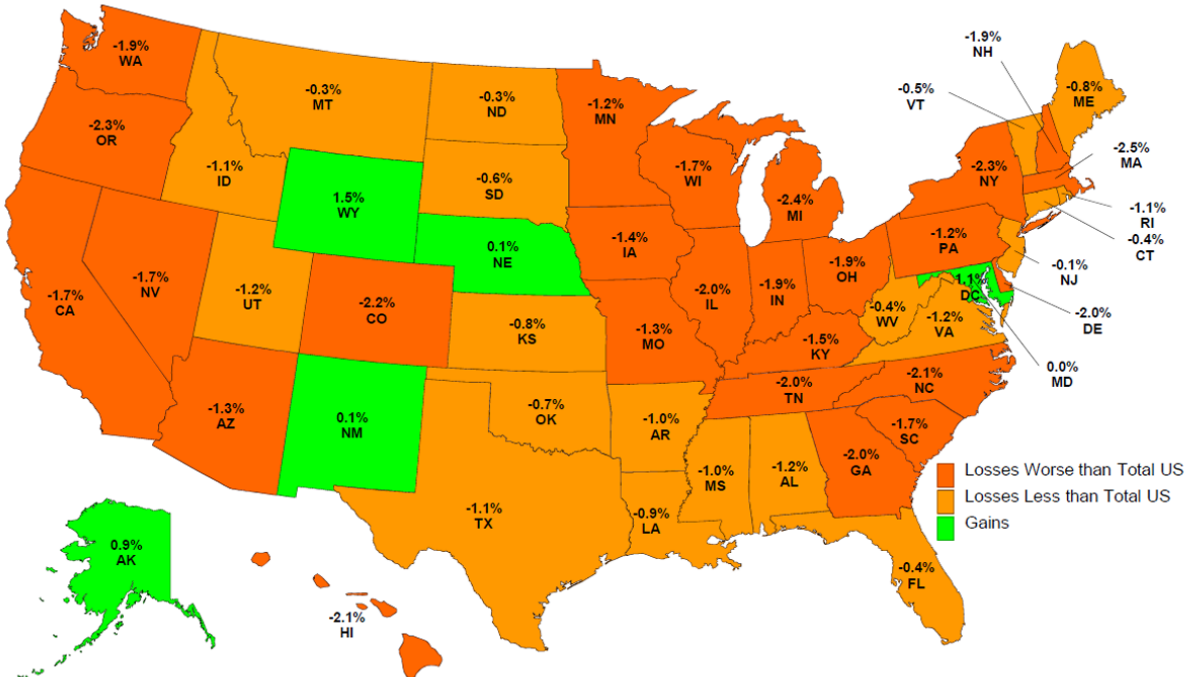 -1.9%
WA
-2.3%
OR
-1.7%
CA
-1.7%
NV
-1.1%
ID
-0.3%
MT
1.5%
WY
-1.2%
UT
-2.2%
CO
-1.3%
AZ
0.1%
NM
-0.3%
ND
-0.6%
SD
0.1%
NE
-0.8%
KS
-0.7%
OK
-1.1%
TX
-1.2%
MN
-1.4%
IA
-1.3%
MO
-1.0%
AR
-0.9%
LA
-1.7%
WI
-2.0%
IL
-2.4%
MI
-1.9%
IN
-1.9%
OH
-1.5%
KY
-2.0%
TN
-1.0%
MS
-1.2%
AL
-2.0%
GA
-0.4%
FL
-1.7%
SC
-2.1%
NC
-1.2%
VA
-0.4%
WV
1.1%
DC
-1.2%
PA
-2.3%
NY
-0.5%
VT
-1.9%
NH
-0.8%
ME
-2.5%
MA
-1.1%
RI
-0.4%
CT
-0.1%
NJ
-2.0%
DE
0.0%
MD
0.9%
AK
-2.1%
HI
Losses Worse than Total US
Losses Less than Total US
Gains